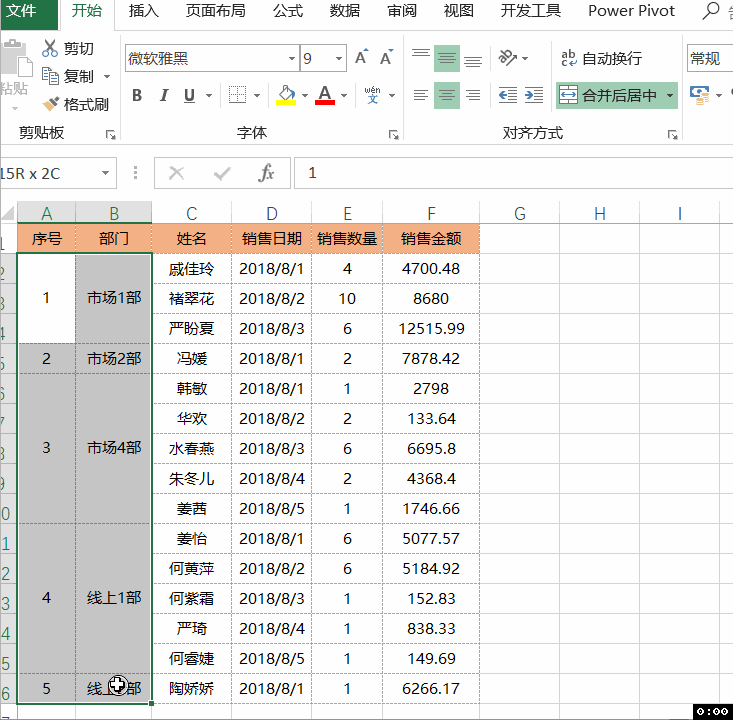 文件 开始 插入 页面布局 公式 数据 审阅 视图 开发工具 Power Pivot
剪切
复制
格式刷
粘贴
剪贴板
微软雅黑 9 A A
B I U A wén 文
字体
ab c 自动换行
合并后居中
对齐方式
常规
15R x 2C fx 1
A B C D E F G H I
序号 部门 姓名 销售日期 销售数量 销售金额
1 市场1部 戚佳玲 2018/8/1 4 4700.48
褚翠花 2018/8/2 10 8680
严盼夏 2018/8/3 6 12515.99
2 市场2部 冯媛 2018/8/1 2 7878.42
3 市场4部 韩敏 2018/8/1 1 2798
华欢 2018/8/2 2 133.64
水春燕 2018/8/3 6 6695.8
朱冬儿 2018/8/4 2 4368.4
姜茜 2018/8/5 1 1746.66
4 线上1部 姜怡 2018/8/1 6 5077.57
何黄萍 2018/8/2 6 5184.92
何紫霜 2018/8/3 1 152.83
严琦 2018/8/4 1 838.33
何睿婕 2018/8/5 1 149.69
5 线上 部 陶娇娇 2018/8/1 1 6266.17
0:00